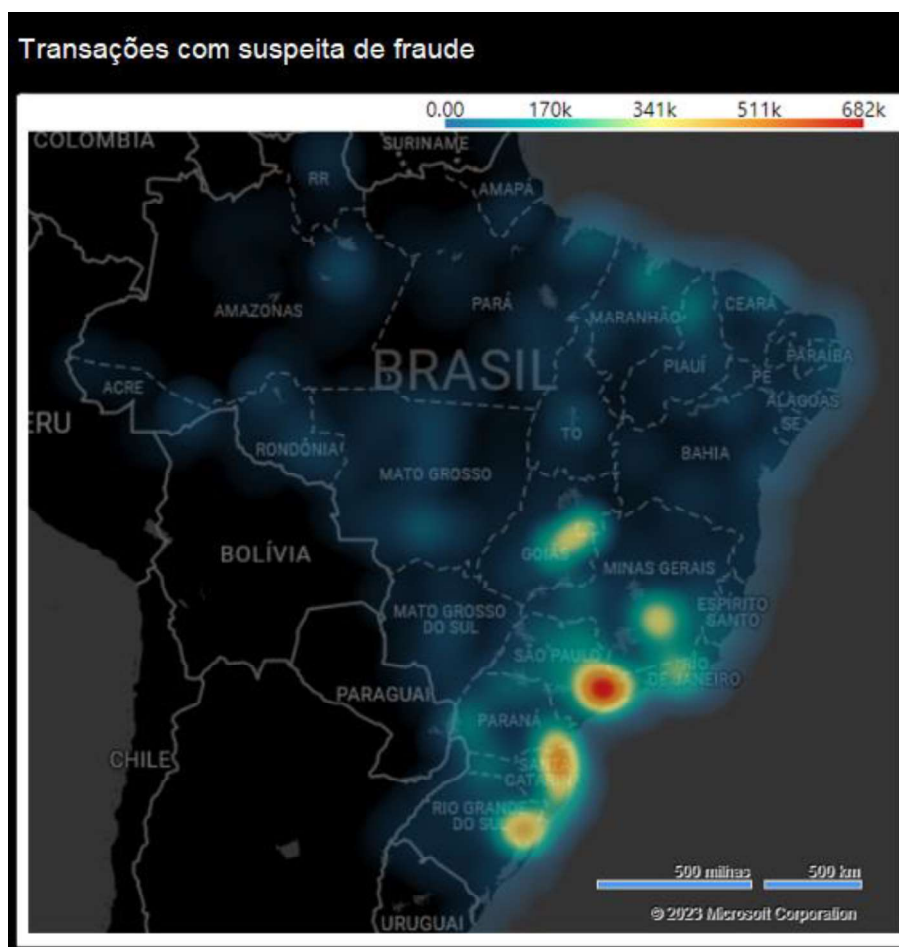 Transações com suspeita de fraude
0.00 170k 341k 511k 682k
COLOMBIA
SURINAME
RR
AMAPÁ
AMAZONAS
PARÁ
MARANHÃO
CEARÁ
BRASIL
PIAUÍ
PARAÍBA
PE
ACRE
ALAGOAS
SE
ERU
RONDÔNIA
TO
BAHIA
MATO GROSSO
BOLÍVIA
GOIÁS
MINAS GERAIS
MATO GROSSO
DO SUL
ESPÍRITO
SANTO
SÃO PAULO
RIO
DE JANEIRO
PARAGUAI
PARANÁ
CHILE
SANTA
CATARINA
RIO GRANDE
DO SUL
500 milhas 500 km
© 2023 Microsoft Corporation
URUGUAI